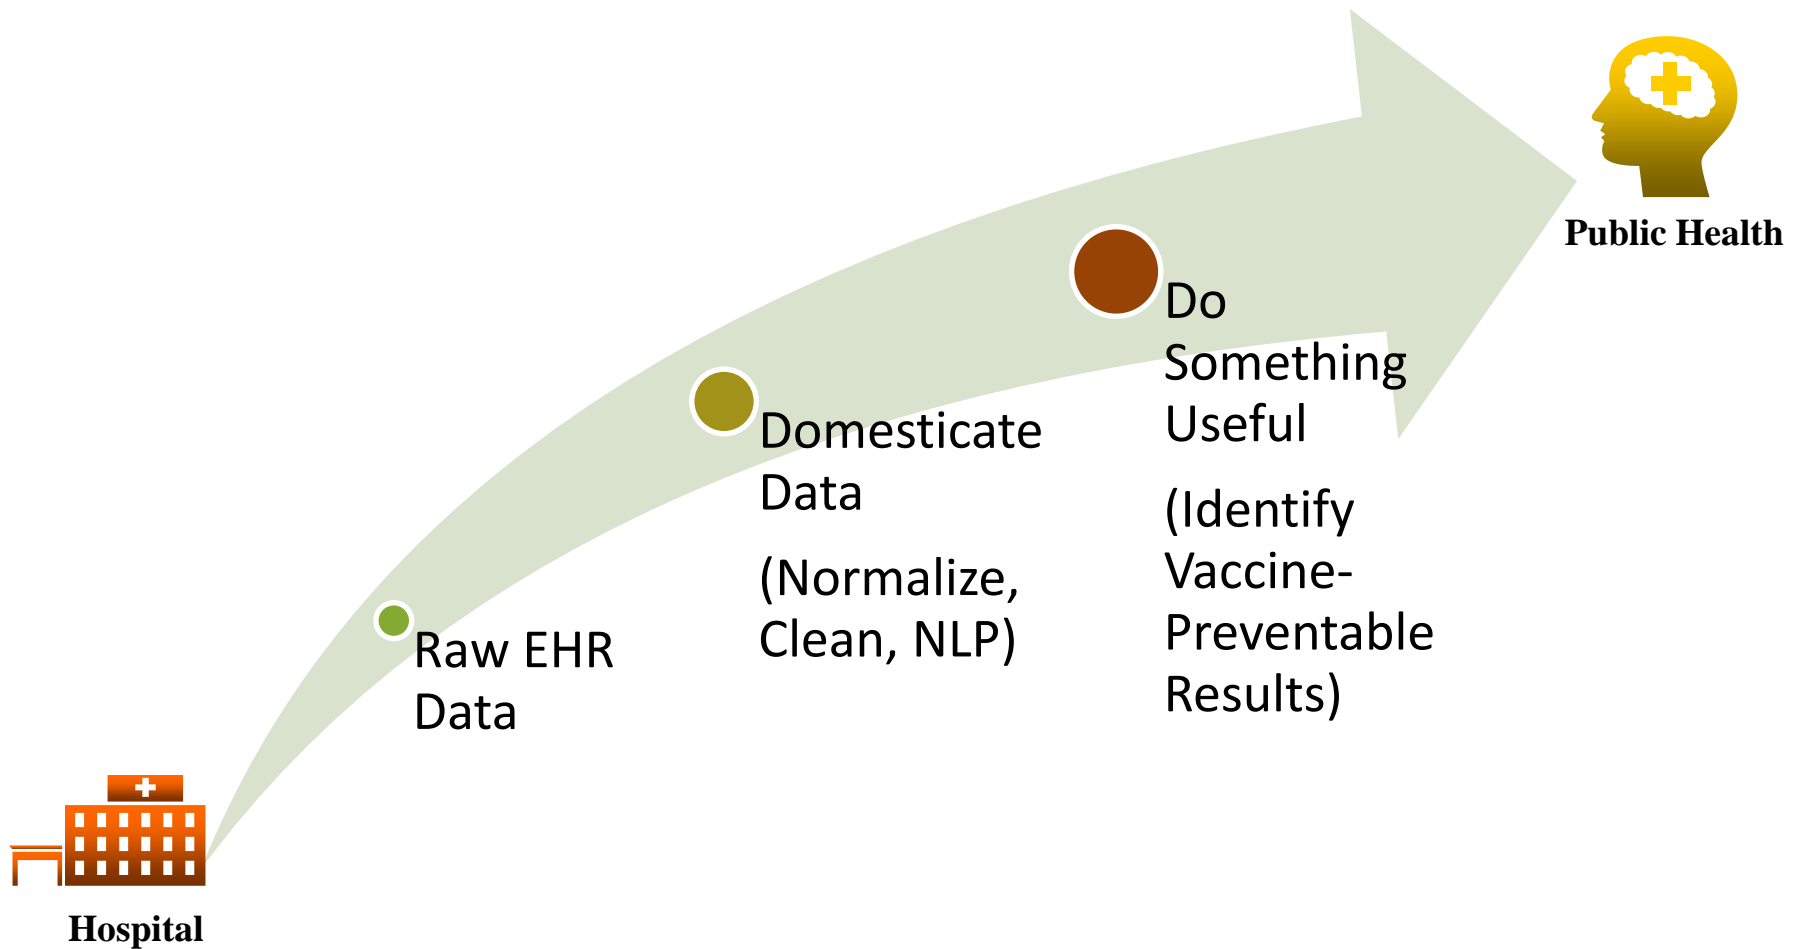 Public Health
Do
Something
Useful
(Identify
Vaccine-
Preventable
Results)
Domesticate
Data
(Normalize,
Clean, NLP)
Raw EHR
Data
Hospital